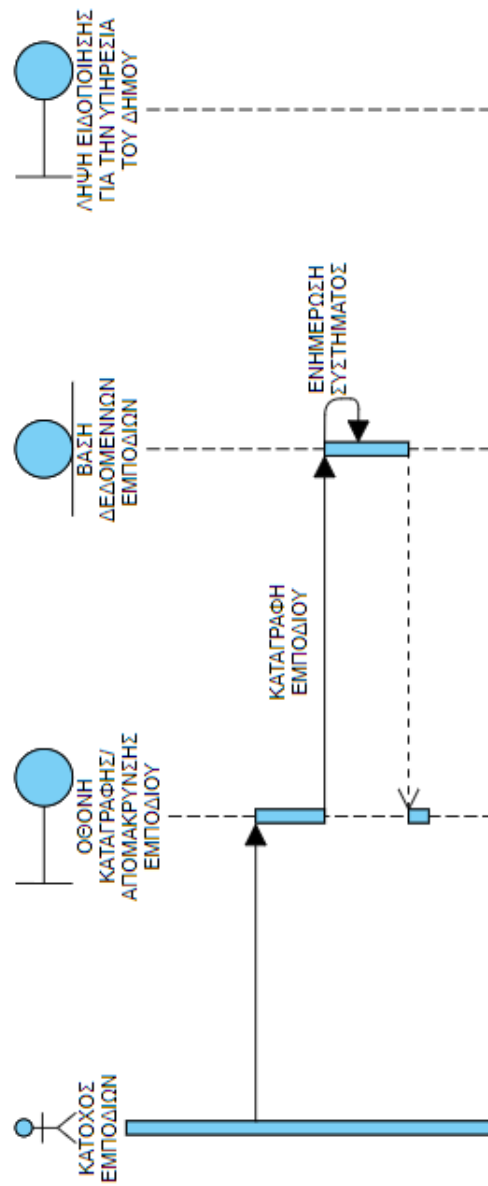 ΚΑΤΟΧΟΣ
ΕΜΠΟΔΙΩΝ
ΟΘΟΝΗ
ΚΑΤΑΓΡΑΦΗΣ/
ΑΠΟΜΑΚΡΥΝΣΗΣ
ΕΜΠΟΔΙΟΥ
ΒΑΣΗ
ΔΕΔΟΜΕΝΝΩΝ
ΕΜΠΟΔΙΩΝ
ΛΗΨΗ ΕΙΔΟΠΟΙΗΣΗΣ
ΓΙΑ ΤΗΝ ΥΠΗΡΕΣΙΑ
ΤΟΥ ΔΗΜΟΥ
ΚΑΤΑΓΡΑΦΗ
ΕΜΠΟΔΙΟΥ
ΕΝΗΜΕΡΩΣΗ
ΣΥΣΤΗΜΑΤΟΣ